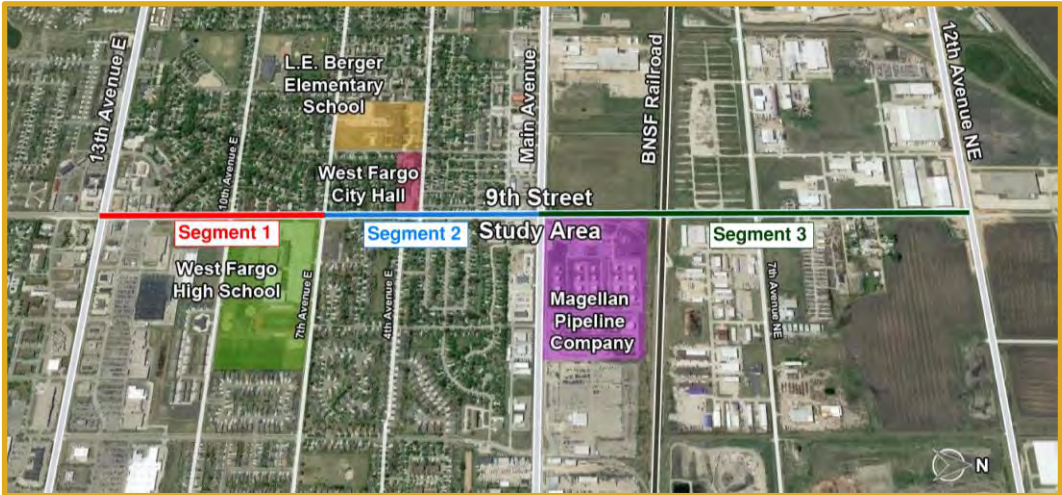 13th Avenue E
10th Avenue E
L.E. Berger
Elementary
School
West Fargo
City Hall
Main Avenue
BNSF Railroad
12th Avenue NE
9th Street
Study Area
Segment 1
Segment 2
Segment 3
West Fargo
High School
7th Avenue E
4th Avenue E
Magellan
Pipeline
Company
7th Avenue NE
N